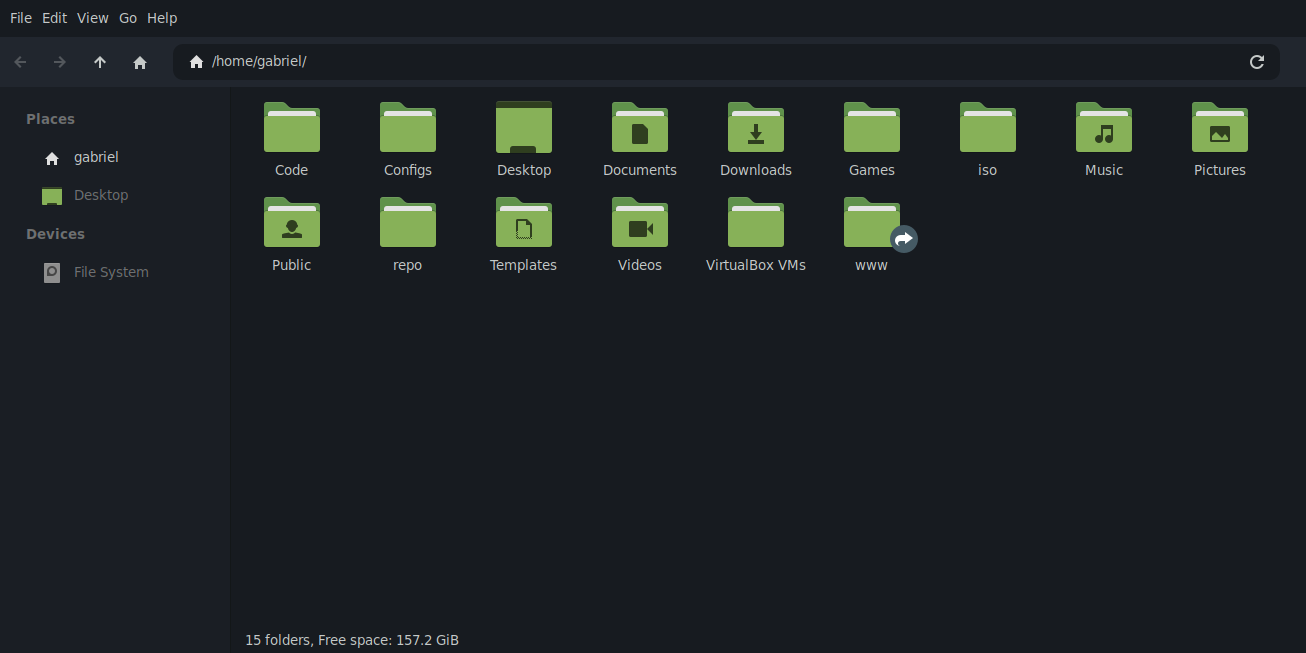 File Edit View Go Help
/home/gabriel/
Places
gabriel
Desktop
Devices
File System
Code Configs Desktop Documents Downloads Games iso Music Pictures
Public repo Templates Videos VirtualBox VMs www
15 folders, Free space: 157.2 GiB